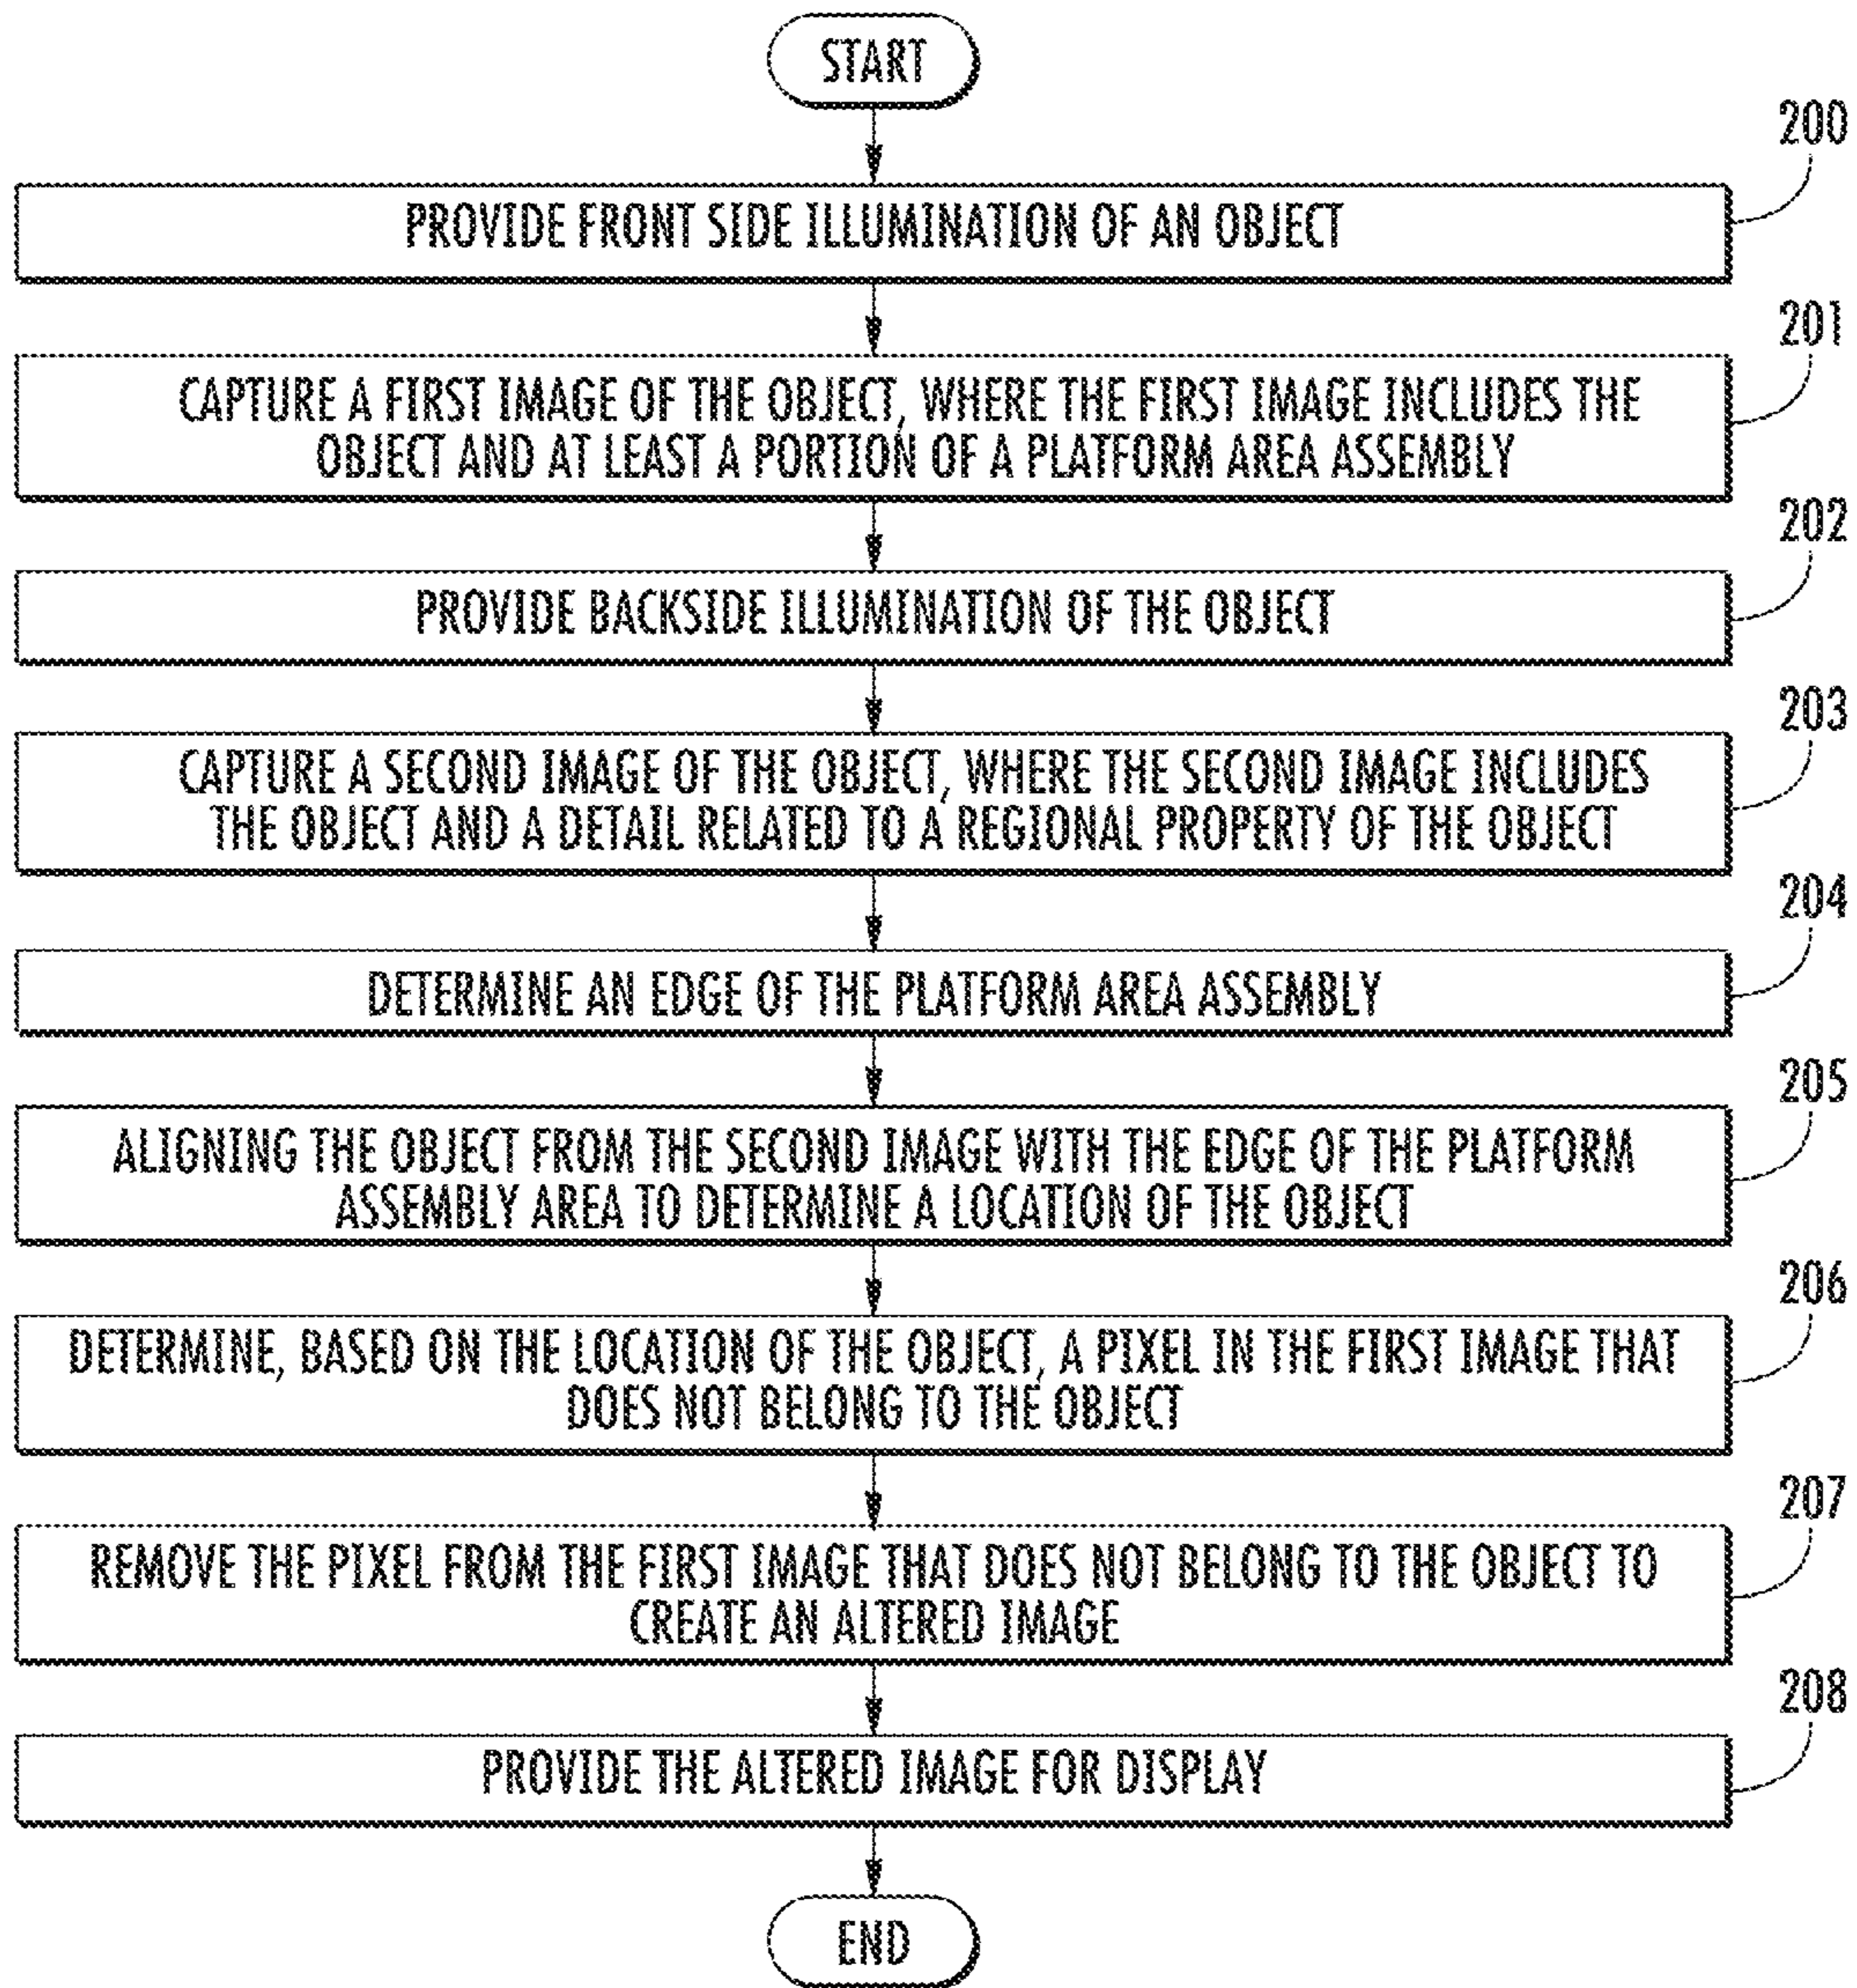 START
200
PROVIDE FRONT SIDE ILLUMINATION OF AN OBJECT
201
CAPTURE A FIRST IMAGE OF THE OBJECT, WHERE THE FIRST IMAGE INCLUDES THE
OBJECT AND AT LEAST A PORTION OF A PLATFORM AREA ASSEMBLY
202
PROVIDE BACKSIDE ILLUMINATION OF THE OBJECT
203
CAPTURE A SECOND IMAGE OF THE OBJECT, WHERE THE SECOND IMAGE INCLUDES
THE OBJECT AND A DETAIL RELATED TO A REGIONAL PROPERTY OF THE OBJECT
204
DETERMINE AN EDGE OF THE PLATFORM AREA ASSEMBLY
205
ALIGNING THE OBJECT FROM THE SECOND IMAGE WITH THE EDGE OF THE PLATFORM
ASSEMBLY AREA TO DETERMINE A LOCATION OF THE OBJECT
206
DETERMINE, BASED ON THE LOCATION OF THE OBJECT, A PIXEL IN THE FIRST IMAGE THAT
DOES NOT BELONG TO THE OBJECT
207
REMOVE THE PIXEL FROM THE FIRST IMAGE THAT DOES NOT BELONG TO THE OBJECT TO
CREATE AN ALTERED IMAGE
208
PROVIDE THE ALTERED IMAGE FOR DISPLAY
END